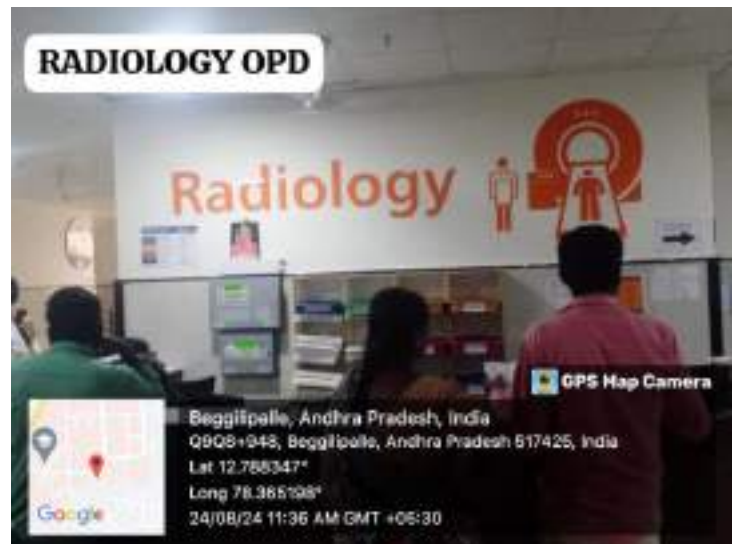 RADIOLOGY OPD
Radiology
GPS Map Camera
Beggilipalle, Andhra Pradesh, India
Q9Q8+948, Beggilipalle, Andhra Pradesh 517425, India
Lat 12.788347°
Long 78.365198°
24/08/24 11:36 AM GMT +05:30
Google